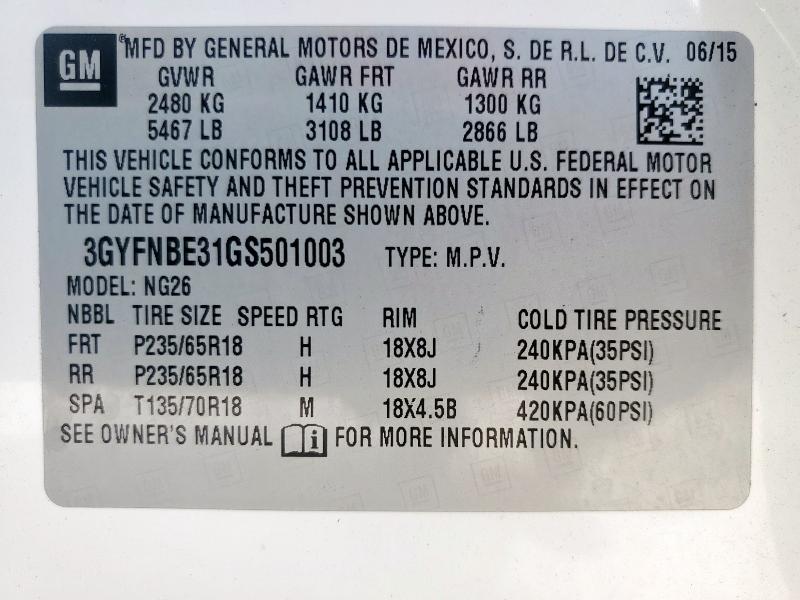 GM ® MFD BY GENERAL MOTORS DE MEXICO, S. DE R.L. DE C.V. 06/15
GVWR GAWR FRT GAWR RR
2480 KG 1410 KG 1300 KG
5467 LB 3108 LB 2866 LB
THIS VEHICLE CONFORMS TO ALL APPLICABLE U.S. FEDERAL MOTOR
VEHICLE SAFETY AND THEFT PREVENTION STANDARDS IN EFFECT ON
THE DATE OF MANUFACTURE SHOWN ABOVE.
3GYFNBE31GS501003 TYPE: M.P.V.
MODEL: NG26
NBBL TIRE SIZE SPEED RTG RIM COLD TIRE PRESSURE
FRT P235/65R18 H 18X8J 240KPA(35PSI)
RR P235/65R18 H 18X8J 240KPA(35PSI)
SPA T135/70R18 M 18X4.5B 420KPA(60PSI)
SEE OWNER'S MANUAL i FOR MORE INFORMATION.